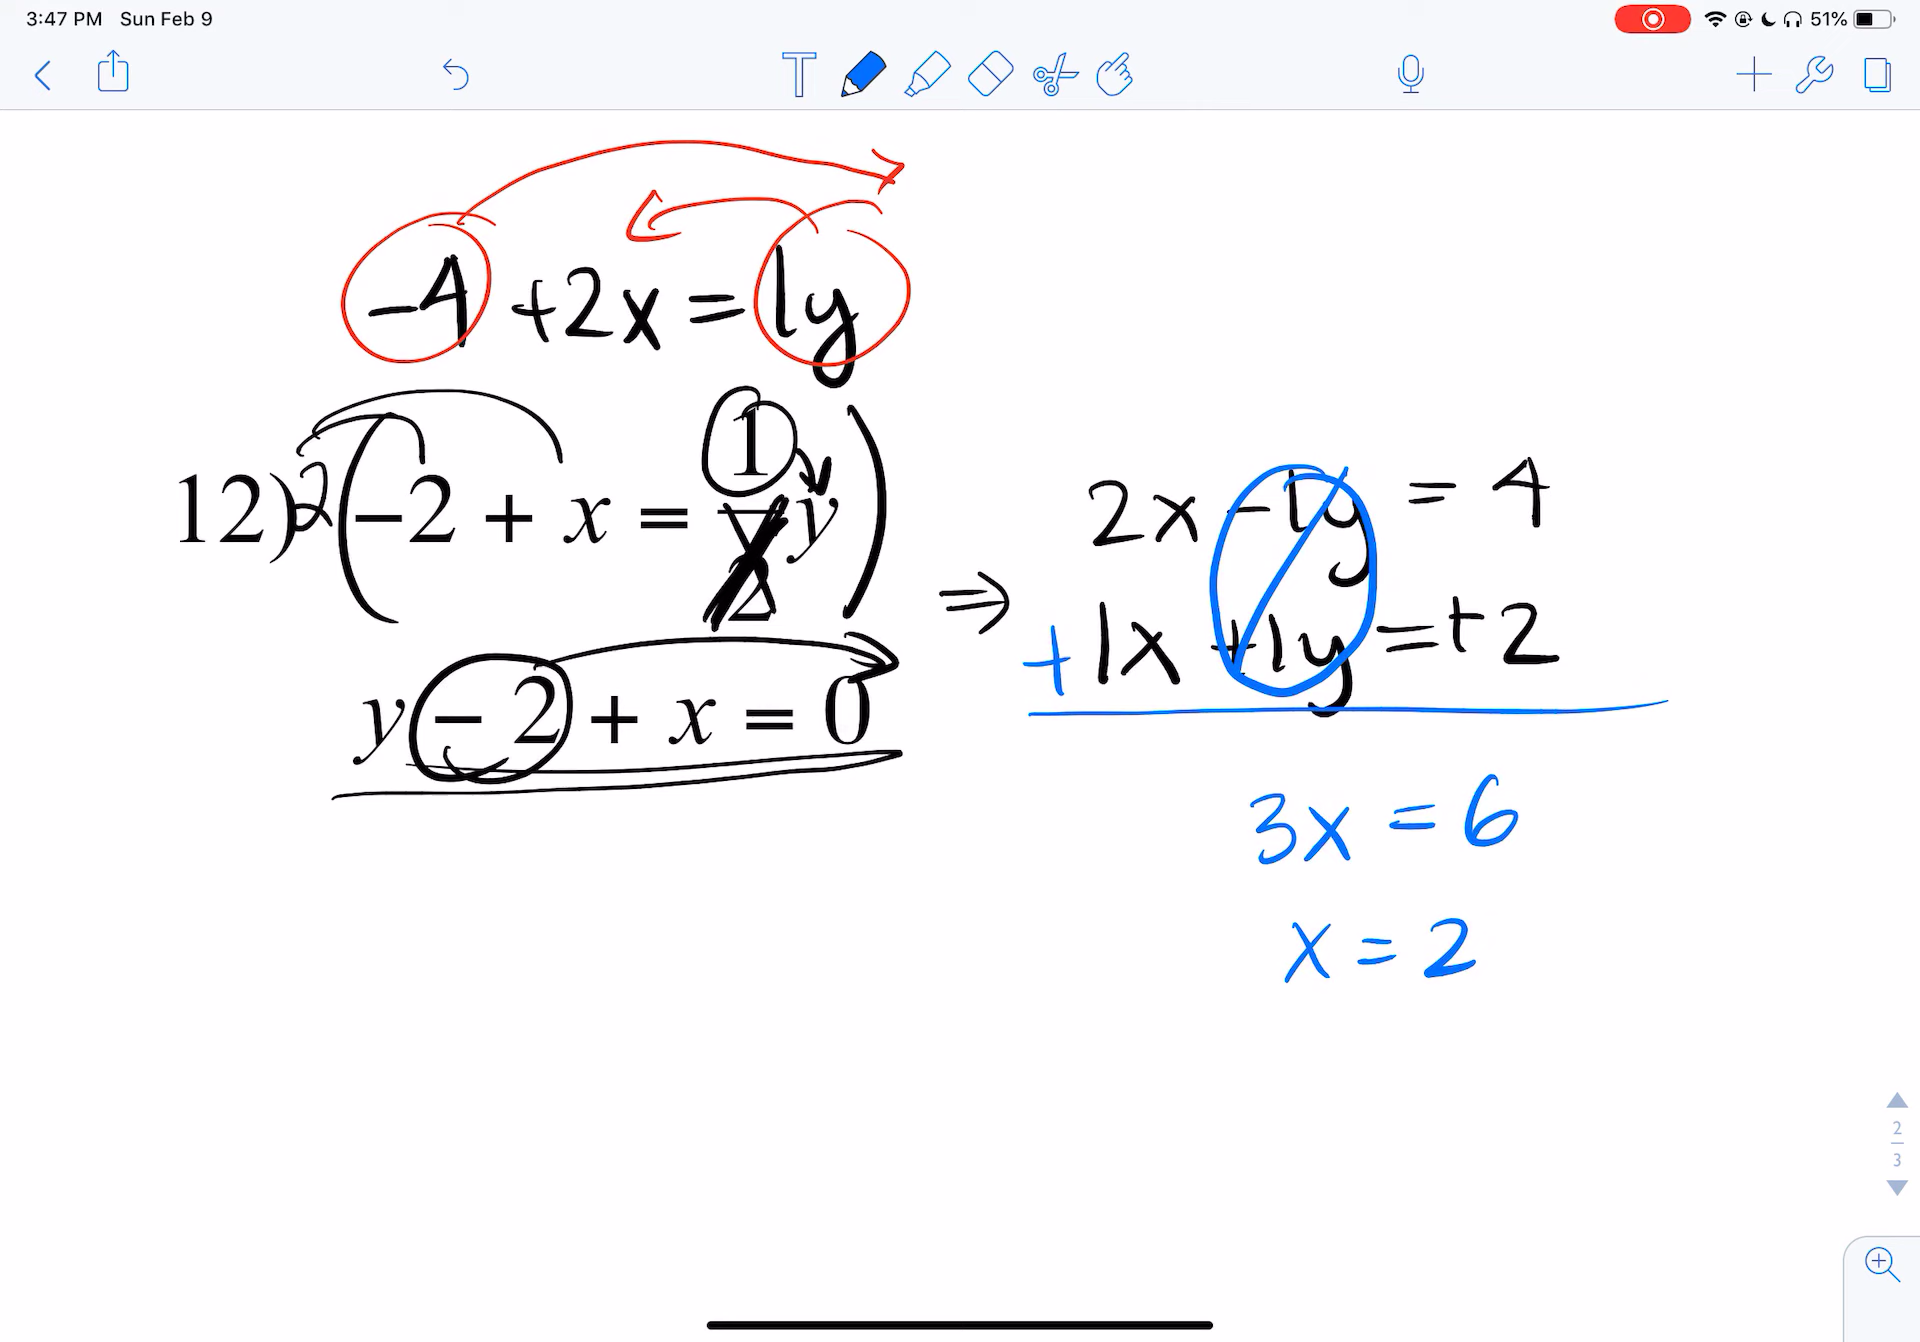 3:47 PM Sun Feb 9
51%
T
-4 +2x = 1y
12) 2(-2 + x = 1/2 y)
y - 2 + x = 0
⇒
2x -1y = 4
+ 1x +1y = +2
3x = 6
x = 2
2
3